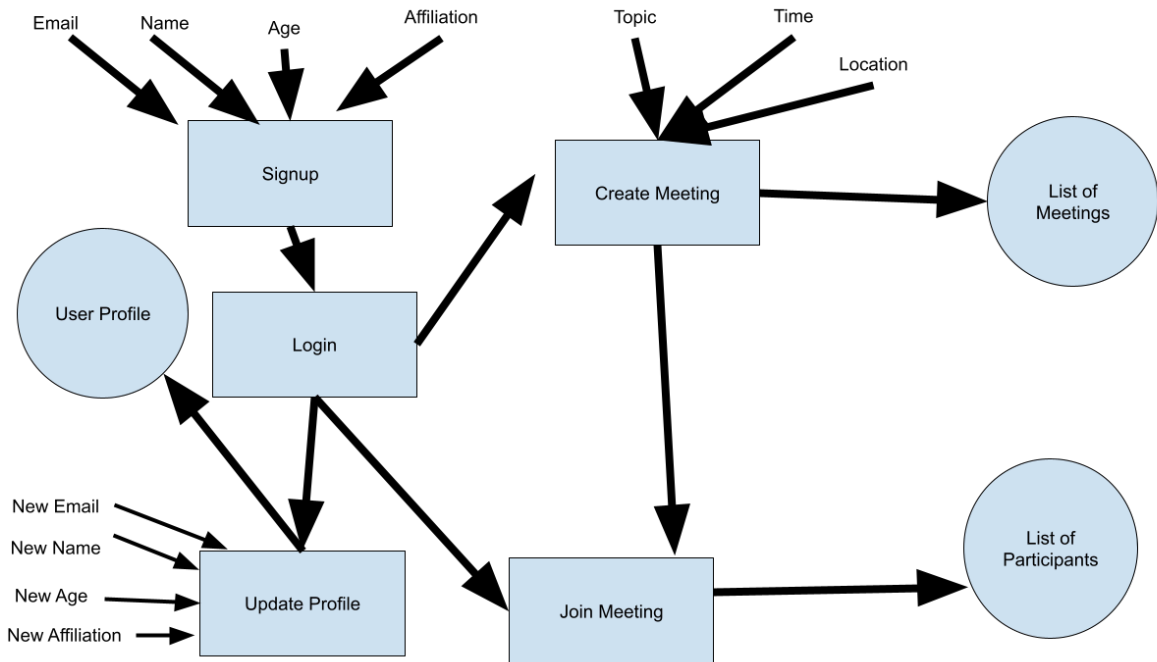 Email
Name
Age
Affiliation
Topic
Time
Location
Signup
Create Meeting
List of
Meetings
User Profile
Login
New Email
New Name
New Age
New Affiliation
Update Profile
Join Meeting
List of
Participants